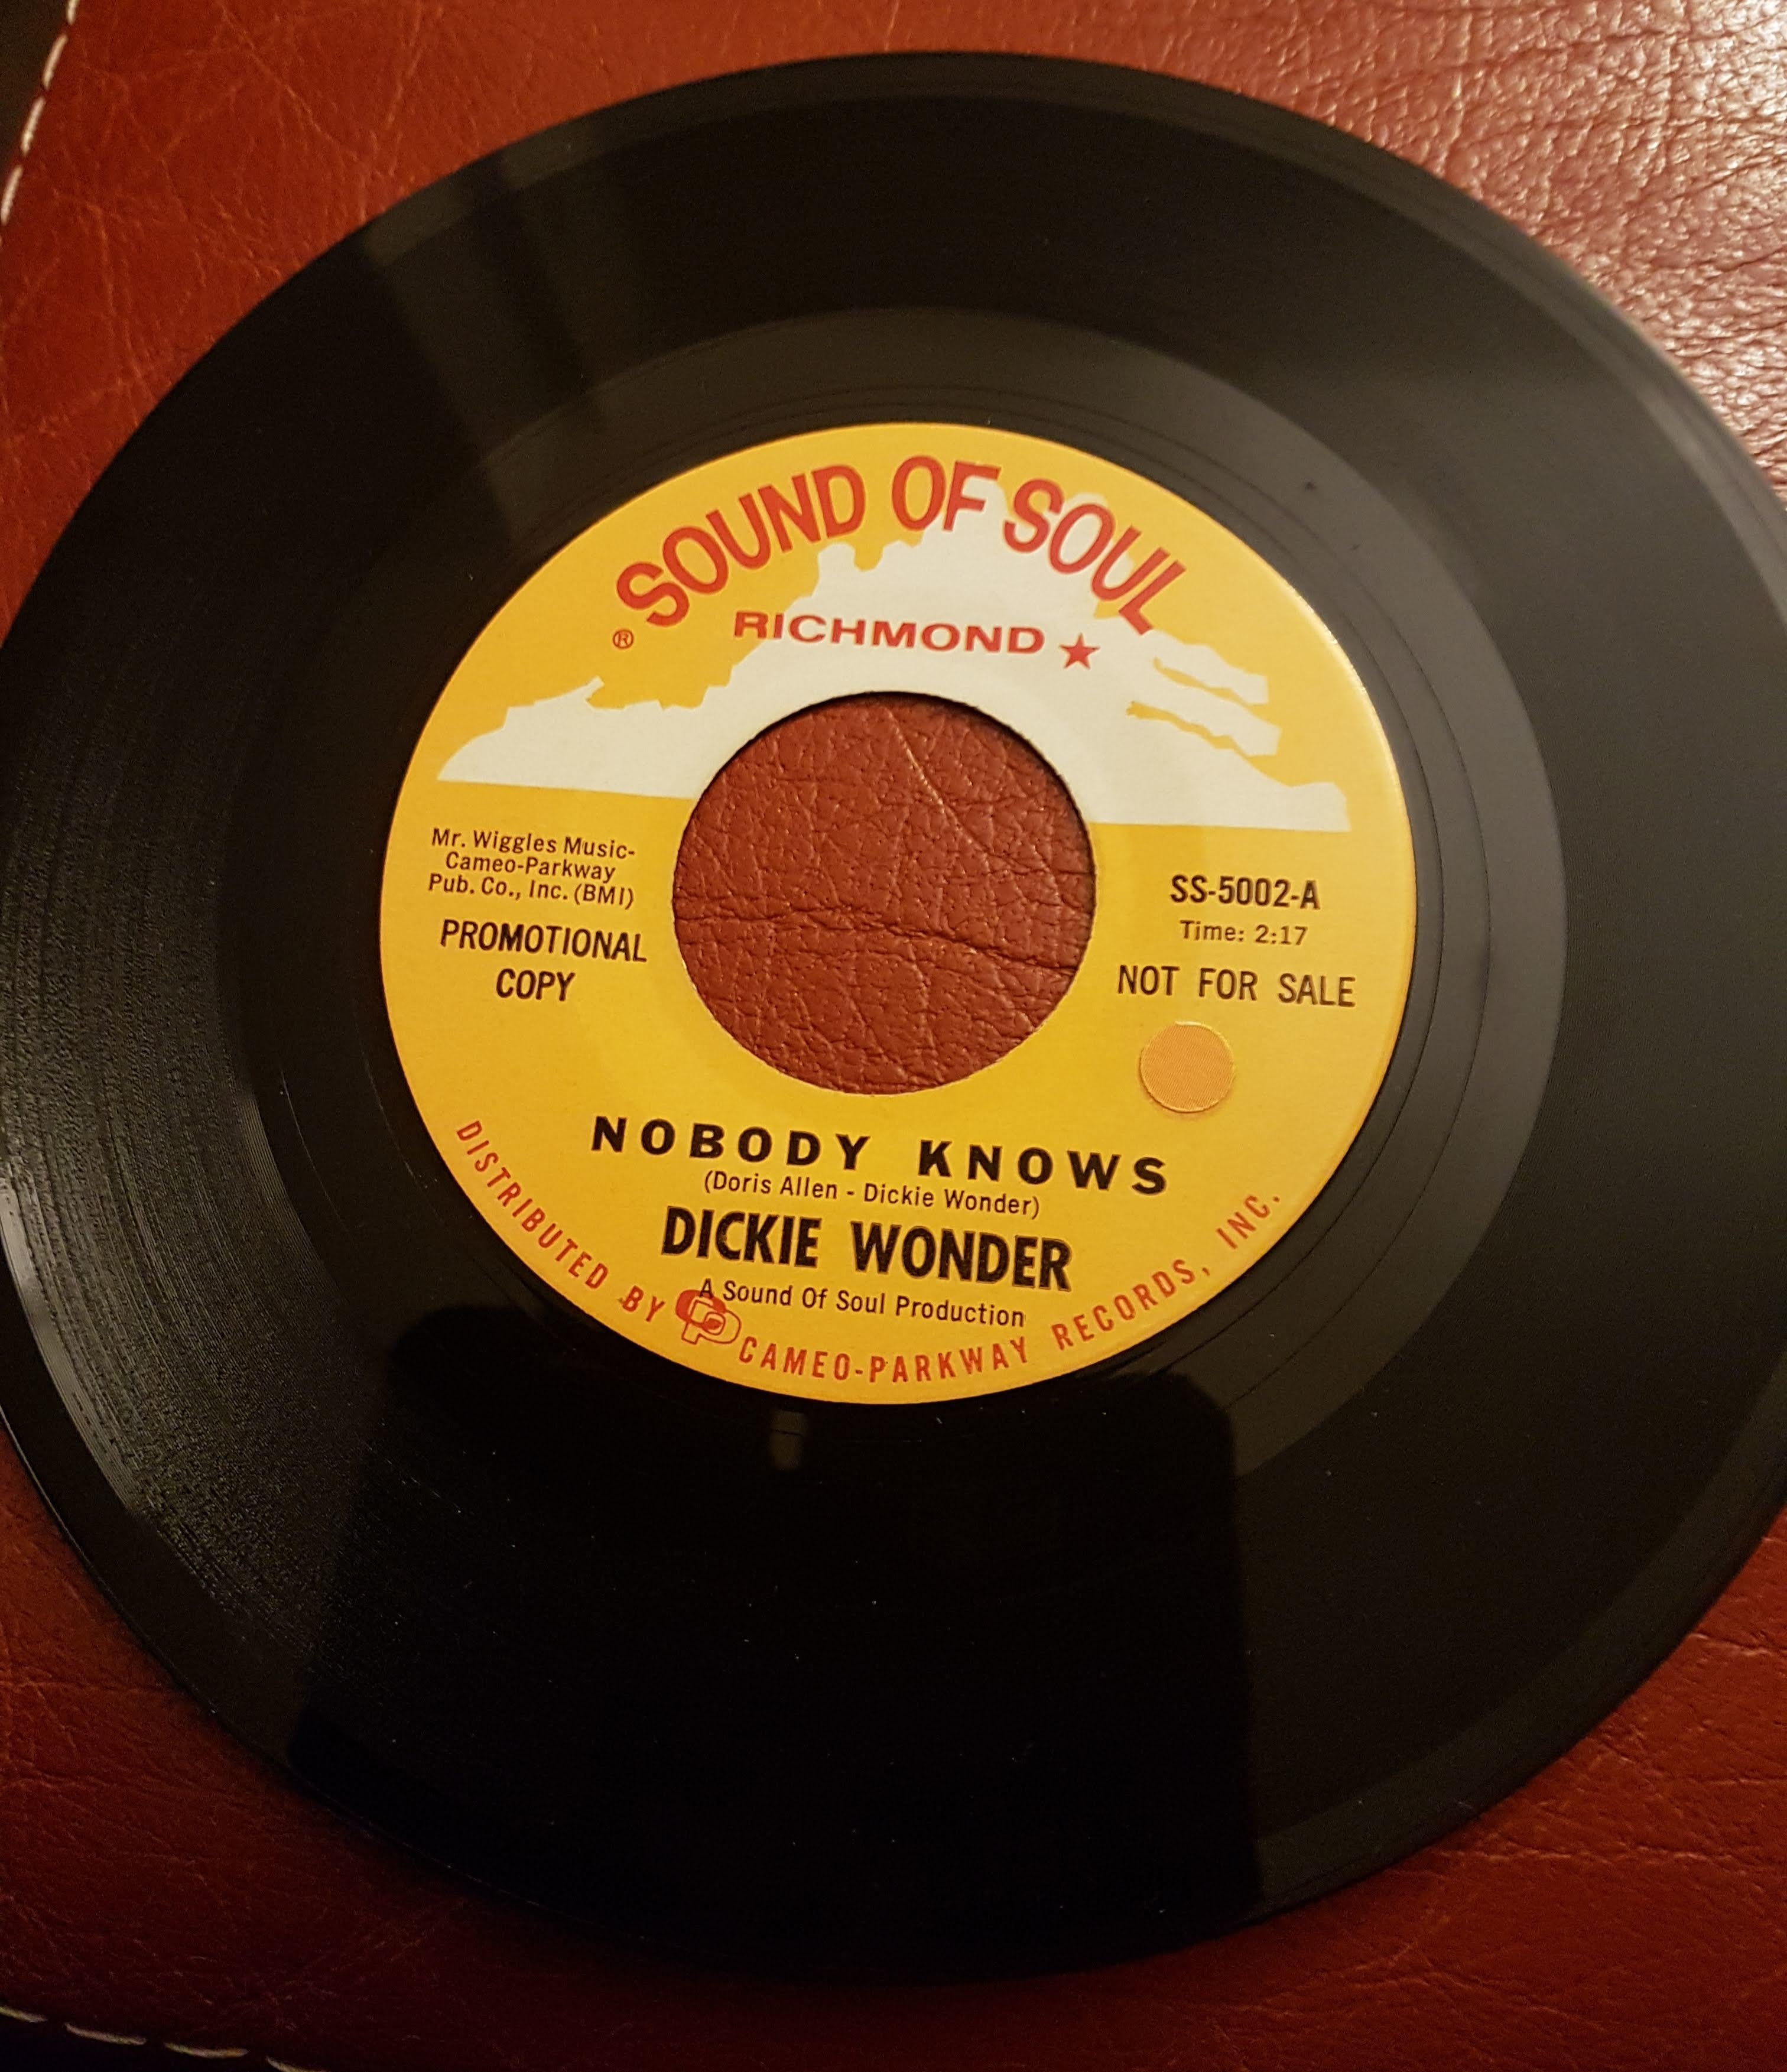 SOUND OF SOUL
®
RICHMOND ★
Mr. Wiggles Music-
Cameo-Parkway
Pub. Co., Inc. (BMI)
PROMOTIONAL
COPY
SS-5002-A
Time: 2:17
NOT FOR SALE
NOBODY KNOWS
(Doris Allen - Dickie Wonder)
DICKIE WONDER
A Sound Of Soul Production
DISTRIBUTED BY CP CAMEO-PARKWAY RECORDS, INC.